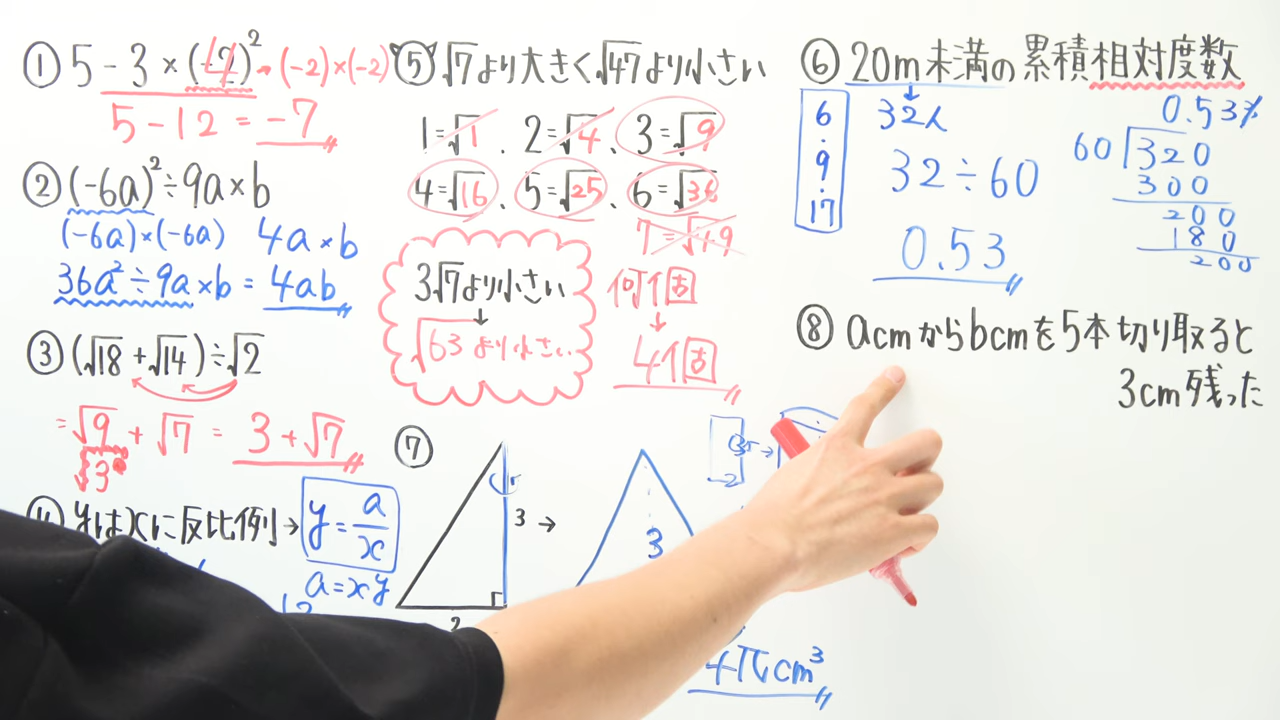 ① 5-3×(-2)² → (-2)×(-2)
5-12=-7
② (-6a)²÷9a×b
(-6a)×(-6a) 4a×b
36a²÷9a×b=4ab
③ (√18+√14)÷√2
=√9+√7=3+√7
√3²
④ yはxに反比例→ y=a/x
a=xy
12
⑤ √7より大きく√47より小さい
1=√1、2=√4、3=√9
4=√16、5=√25、6=√36
7=√49
3√7より小さい
↓
√63より小さい
何個
↓
4個
⑥ 20m未満の累積相対度数
6
9
17
32人
32÷60
0.53
0.53
60 320
300
200
180
200
⑦
3 →
2
3
πcm³
⑧ acmからbcmを5本切り取ると
3cm残った